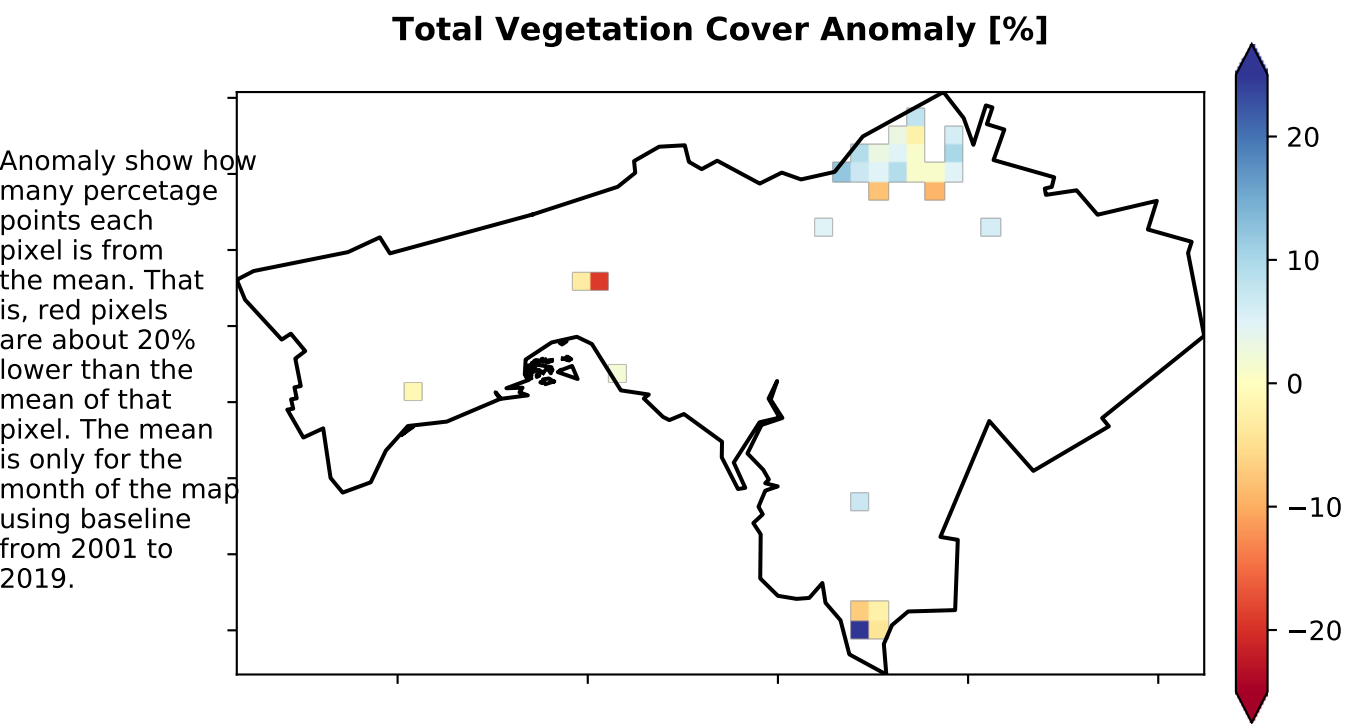 Total Vegetation Cover Anomaly [%]
Anomaly show how
many percetage
points each
pixel is from
the mean. That
is, red pixels
are about 20%
lower than the
mean of that
pixel. The mean
is only for the
month of the map
using baseline
from 2001 to
2019.
20
10
0
−10
−20